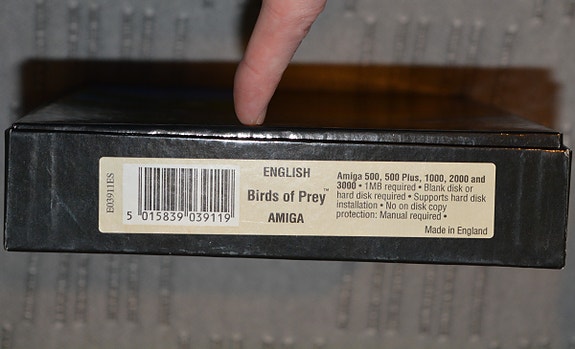 E03911ES
5 015839 039119
ENGLISH
Birds of Prey™
AMIGA
Amiga 500, 500 Plus, 1000, 2000 and
3000 • 1MB required • Blank disk or
hard disk required • Supports hard disk
installation • No on disk copy
protection: Manual required •
Made in England